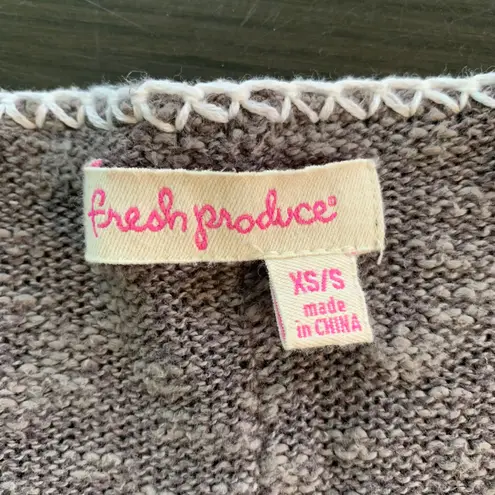 fresh produce®
XS/S
made
in CHINA